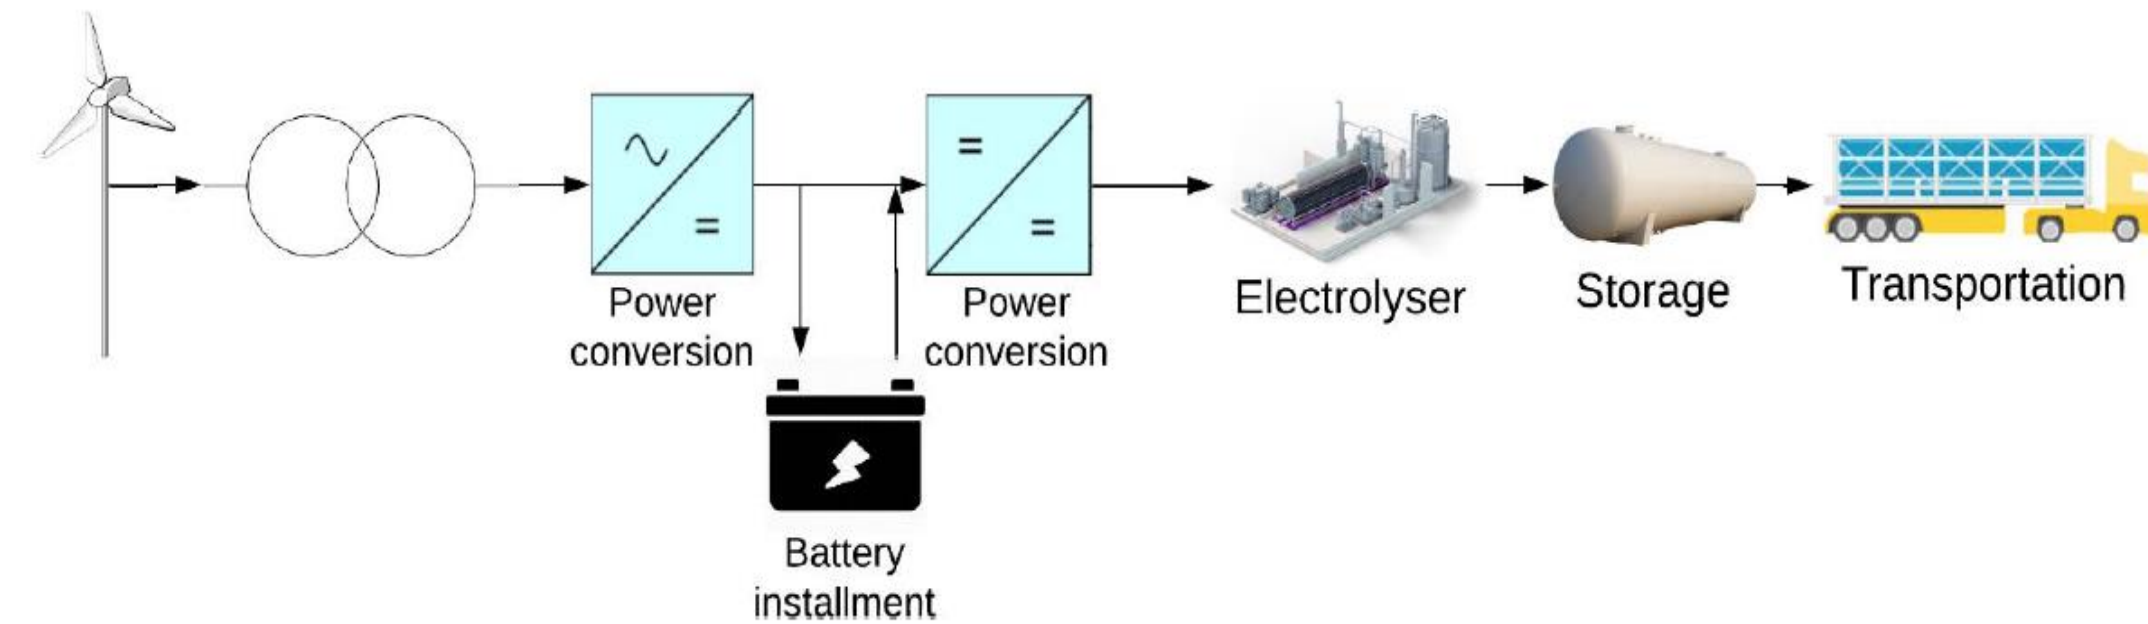 Power
conversion
Power
conversion
Electrolyser
Storage
Transportation
Battery
installment